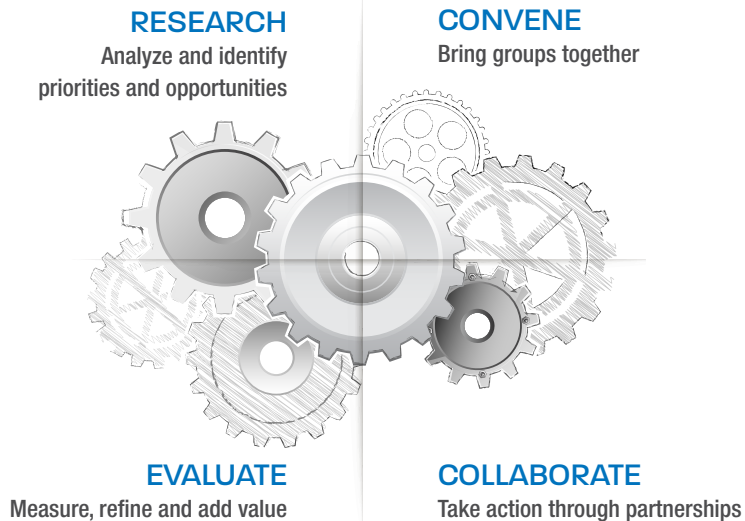 RESEARCH
Analyze and identify
priorities and opportunities
CONVENE
Bring groups together
EVALUATE
Measure, refine and add value
COLLABORATE
Take action through partnerships